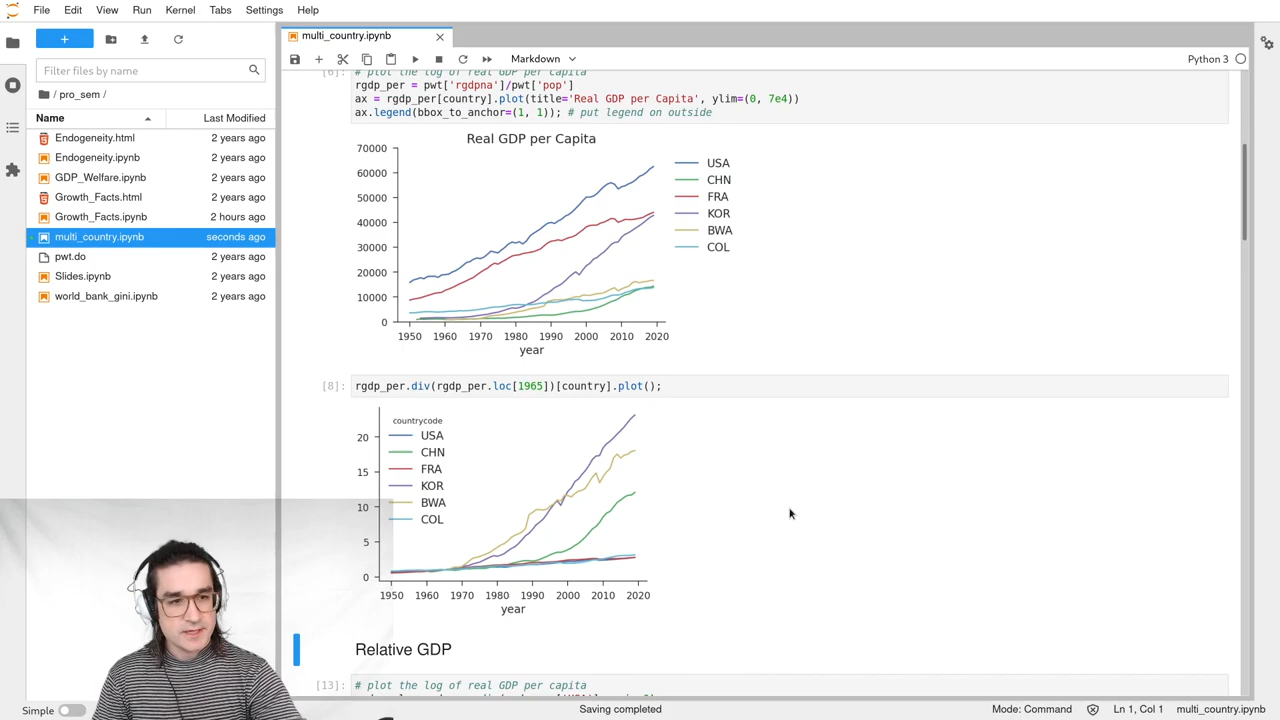 File Edit View Run Kernel Tabs Settings Help
+
Filter files by name
/ pro_sem /
Name Last Modified
Endogeneity.html 2 years ago
Endogeneity.ipynb 2 years ago
GDP_Welfare.ipynb 2 years ago
Growth_Facts.html 2 years ago
Growth_Facts.ipynb 2 hours ago
multi_country.ipynb seconds ago
pwt.do 2 years ago
Slides.ipynb 2 years ago
world_bank_gini.ipynb 2 years ago
multi_country.ipynb
Markdown
Python 3
[6]: # plot the log of real GDP per capita
rgdp_per = pwt['rgdpna']/pwt['pop']
ax = rgdp_per[country].plot(title='Real GDP per Capita', ylim=(0, 7e4))
ax.legend(bbox_to_anchor=(1, 1)); # put legend on outside
Real GDP per Capita
70000
60000
50000
40000
30000
20000
10000
0
1950 1960 1970 1980 1990 2000 2010 2020
year
USA
CHN
FRA
KOR
BWA
COL
[8]: rgdp_per.div(rgdp_per.loc[1965])[country].plot();
countrycode
USA
CHN
FRA
KOR
BWA
COL
20
15
10
5
0
1950 1960 1970 1980 1990 2000 2010 2020
year
Relative GDP
[13]: # plot the log of real GDP per capita
Simple
Saving completed
Mode: Command
Ln 1, Col 1
multi_country.ipynb